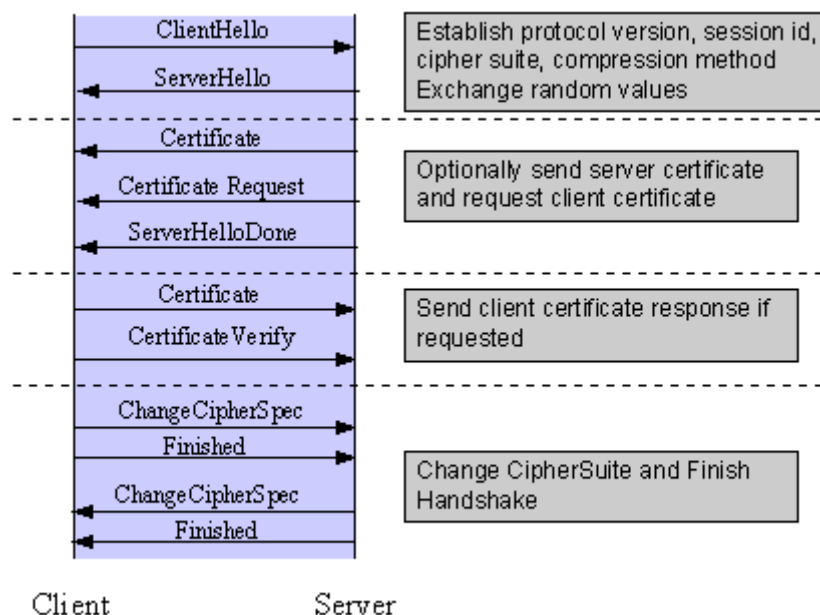 ClientHello
Establish protocol version, session id,
cipher suite, compression method
Exchange random values
ServerHello
Certificate
Optionally send server certificate
and request client certificate
Certificate Request
ServerHelloDone
Certificate
Send client certificate response if
requested
CertificateVerify
ChangeCipherSpec
Finished
Change CipherSuite and Finish
Handshake
ChangeCipherSpec
Finished
Client Server